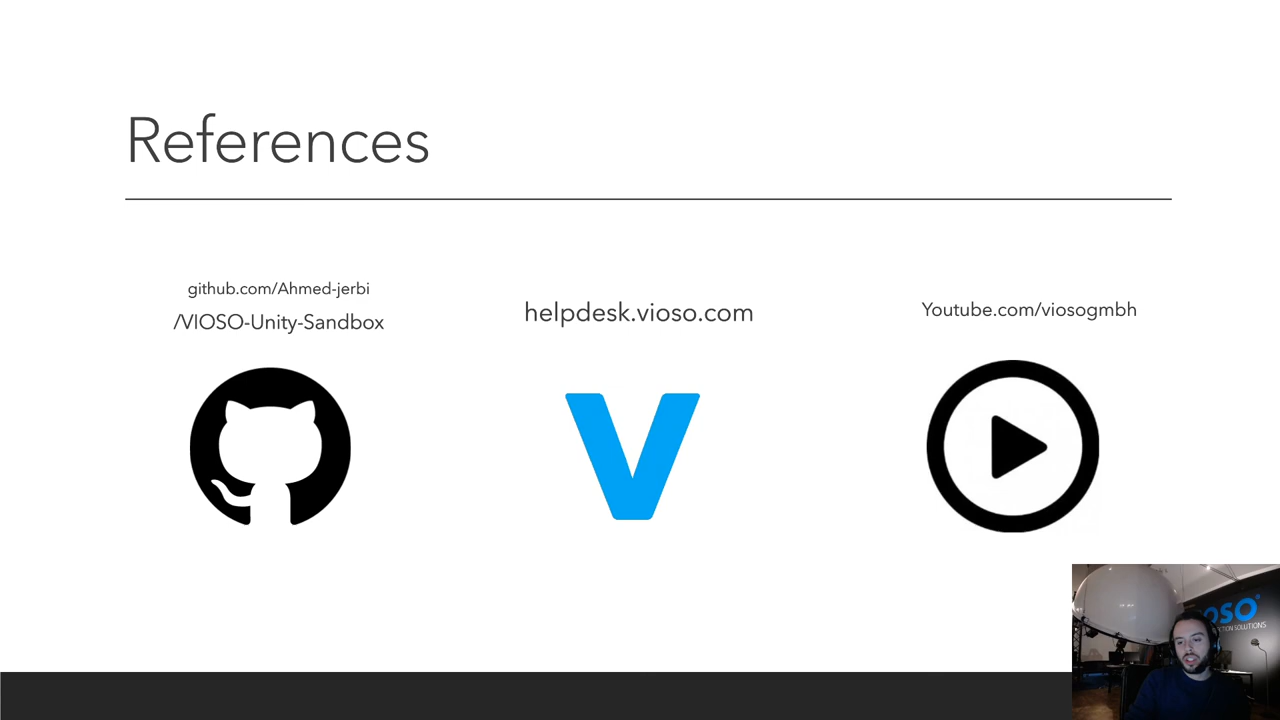 References
github.com/Ahmed-jerbi
/VIOSO-Unity-Sandbox
helpdesk.vioso.com
Youtube.com/viosogmbh
V